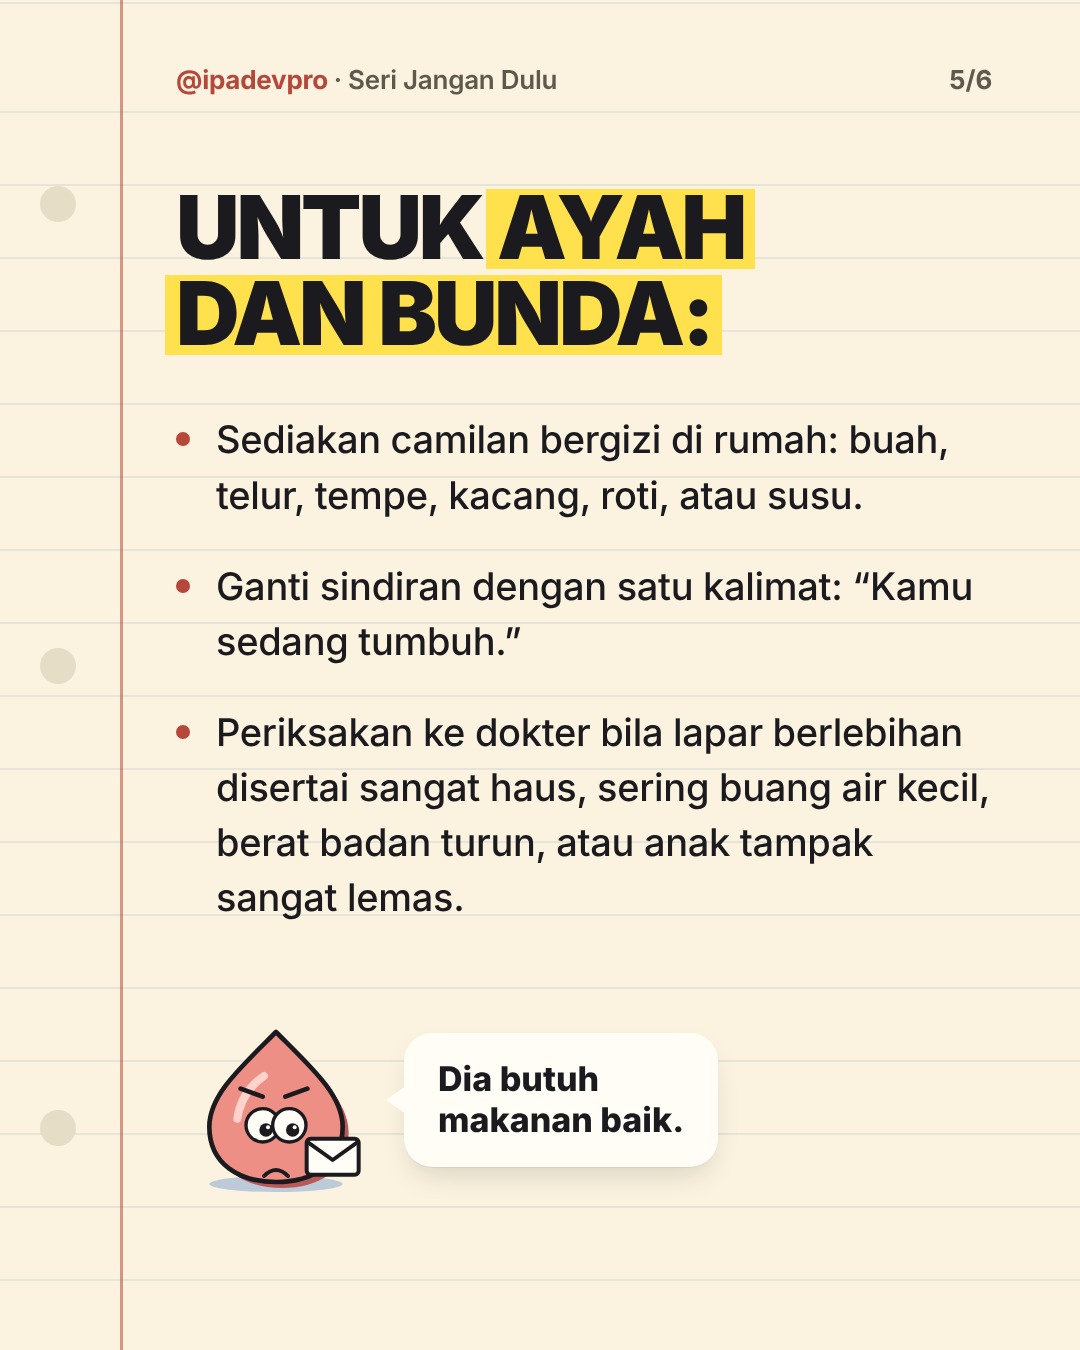 @ipadevpro · Seri Jangan Dulu
5/6
UNTUK AYAH
DAN BUNDA:
• Sediakan camilan bergizi di rumah: buah,
telur, tempe, kacang, roti, atau susu.
• Ganti sindiran dengan satu kalimat: “Kamu
sedang tumbuh.”
• Periksakan ke dokter bila lapar berlebihan
disertai sangat haus, sering buang air kecil,
berat badan turun, atau anak tampak
sangat lemas.
Dia butuh
makanan baik.